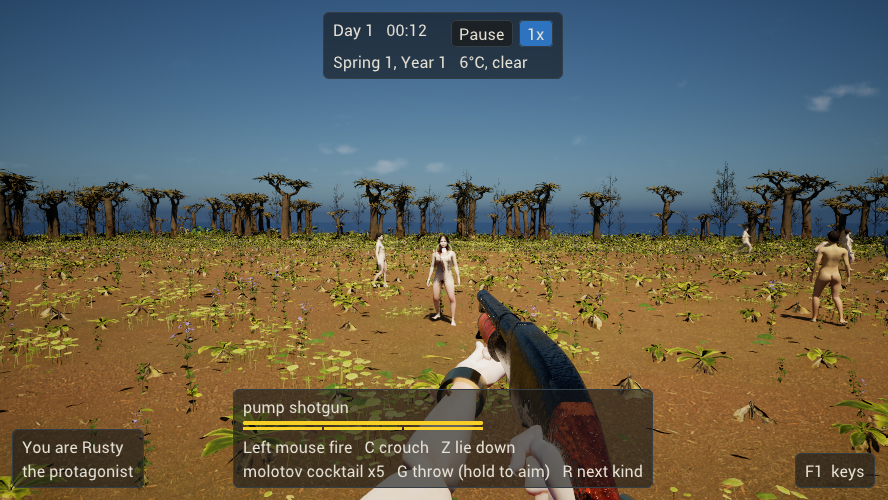 Day 1 00:12 Pause 1x
Spring 1, Year 1 6°C, clear
pump shotgun
Left mouse fire C crouch Z lie down
molotov cocktail x5 G throw (hold to aim) R next kind
You are Rusty
the protagonist
F1 keys